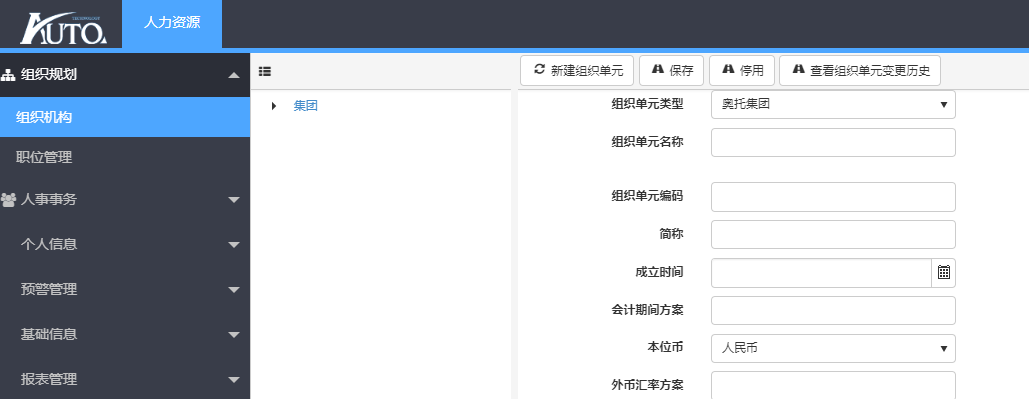 TECHNOLOGIE
AUTO
人力资源
组织规划
组织机构
职位管理
人事事务
个人信息
预警管理
基础信息
报表管理
集团
新建组织单元 保存 停用 查看组织单元变更历史
组织单元类型 奥托集团
组织单元名称
组织单元编码
简称
成立时间
会计期间方案
本位币 人民币
外币汇率方案